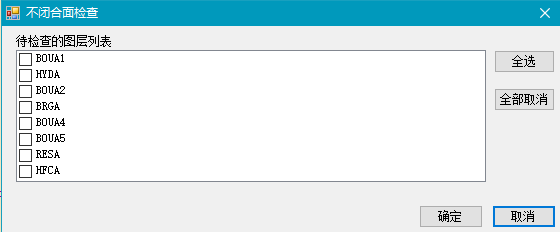 不闭合面检查
待检查的图层列表
BOUA1
HYDA
BOUA2
BRGA
BOUA4
BOUA5
RESA
HFCA
全选
全部取消
确定
取消